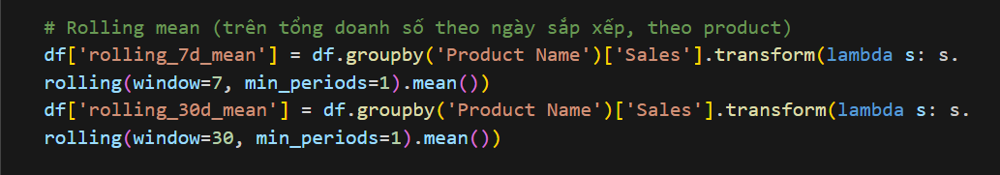 # Rolling mean (trên tổng doanh số theo ngày sắp xếp, theo product)
df['rolling_7d_mean'] = df.groupby('Product Name')['Sales'].transform(lambda s: s.
rolling(window=7, min_periods=1).mean())
df['rolling_30d_mean'] = df.groupby('Product Name')['Sales'].transform(lambda s: s.
rolling(window=30, min_periods=1).mean())